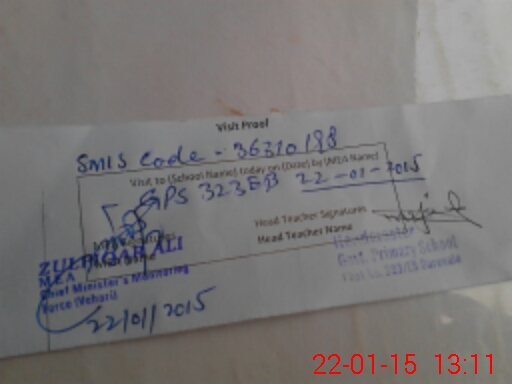 Visit Proof
SMIS Code - 36310198
Visit to (School Name) today on (Date) by (MEA Name)
GPS 323EB 22-01-2015
Head Teacher Signatures
Head Teacher Name
ZULFIQAR ALI
MEA
Chief Minister's Monitoring
Force (Vehari)
Govt. Primary School
22/01/2015
22-01-15 13:11